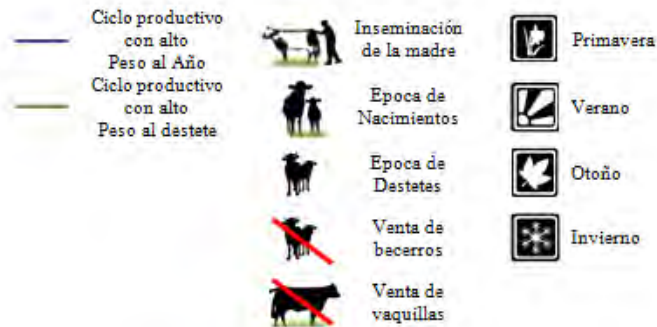 Ciclo productivo
con alto
Peso al Año
Ciclo productivo
con alto
Peso al destete
Inseminación
de la madre
Epoca de
Nacimientos
Epoca de
Destetes
Venta de
becerros
Venta de
vaquillas
Primavera
Verano
Otoño
Invierno